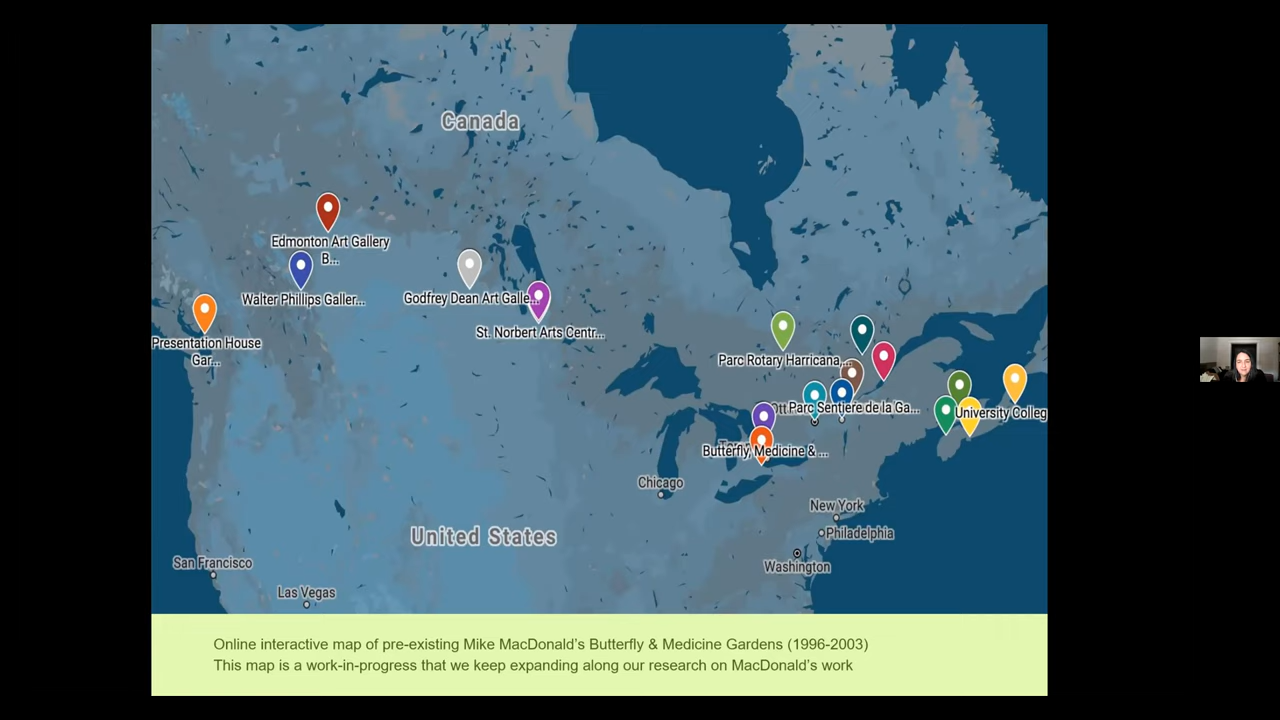 Canada
Edmonton Art Gallery
B...
Walter Phillips Galler...
Godfrey Dean Art Galle...
St. Norbert Arts Centr...
Presentation House
Gar...
Parc Rotary Harricana,...
Parc Sentiers de la Ga...
University Colleg
Butterfly, Medicine & ...
Chicago
New York
Philadelphia
Washington
United States
San Francisco
Las Vegas
Online interactive map of pre-existing Mike MacDonald's Butterfly & Medicine Gardens (1996-2003)
This map is a work-in-progress that we keep expanding along our research on MacDonald's work